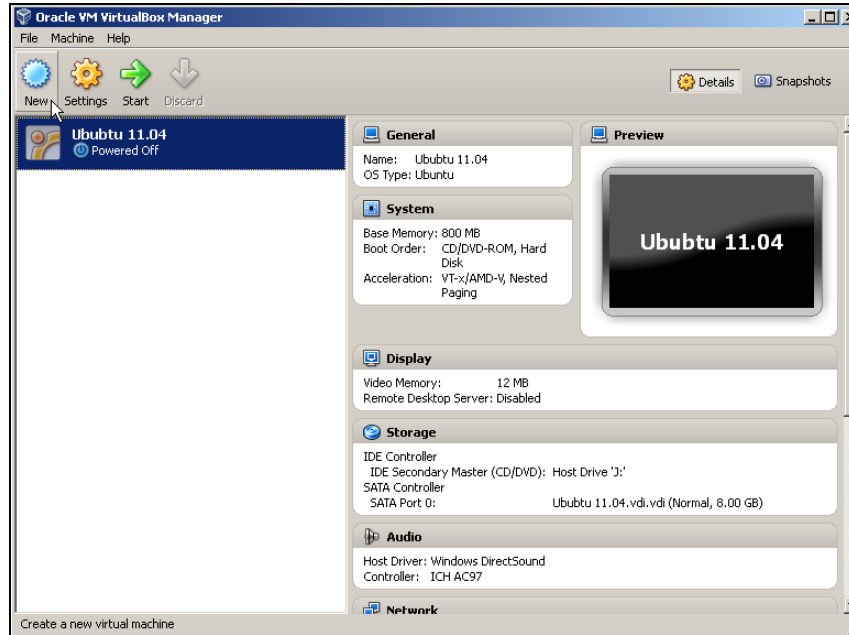 Oracle VM VirtualBox Manager
File Machine Help
New Settings Start Discard
Details Snapshots
Ububtu 11.04
Powered Off
General
Name: Ububtu 11.04
OS Type: Ubuntu
System
Base Memory: 800 MB
Boot Order: CD/DVD-ROM, Hard
Disk
Acceleration: VT-x/AMD-V, Nested
Paging
Preview
Ububtu 11.04
Display
Video Memory: 12 MB
Remote Desktop Server: Disabled
Storage
IDE Controller
IDE Secondary Master (CD/DVD): Host Drive 'J:'
SATA Controller
SATA Port 0: Ububtu 11.04.vdi.vdi (Normal, 8.00 GB)
Audio
Host Driver: Windows DirectSound
Controller: ICH AC97
Network
Create a new virtual machine